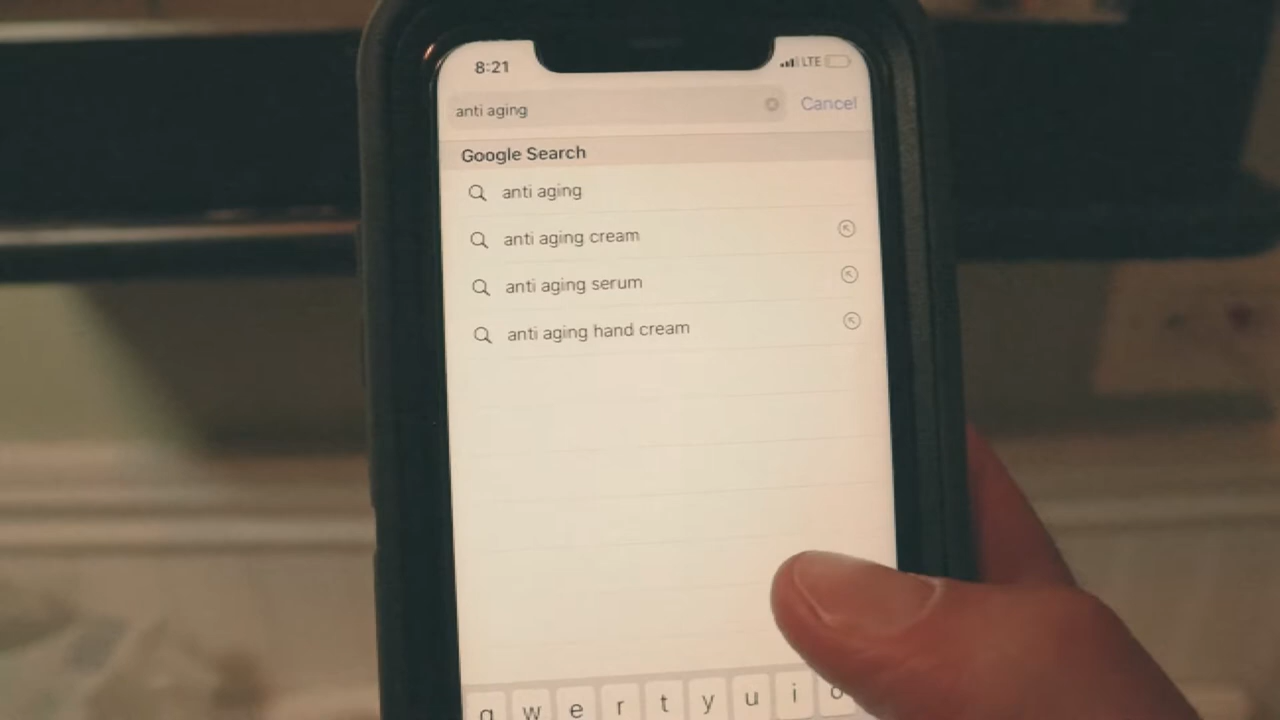 8:21 LTE
anti aging Cancel
Google Search
anti aging
anti aging cream
anti aging serum
anti aging hand cream
q w e r t y u i o